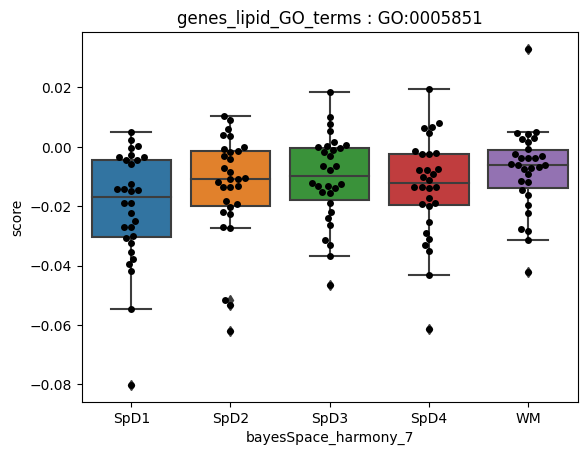 genes_lipid_GO_terms : GO:0005851
0.02
0.00
−0.02
−0.04
−0.06
−0.08
score
SpD1 SpD2 SpD3 SpD4 WM
bayesSpace_harmony_7